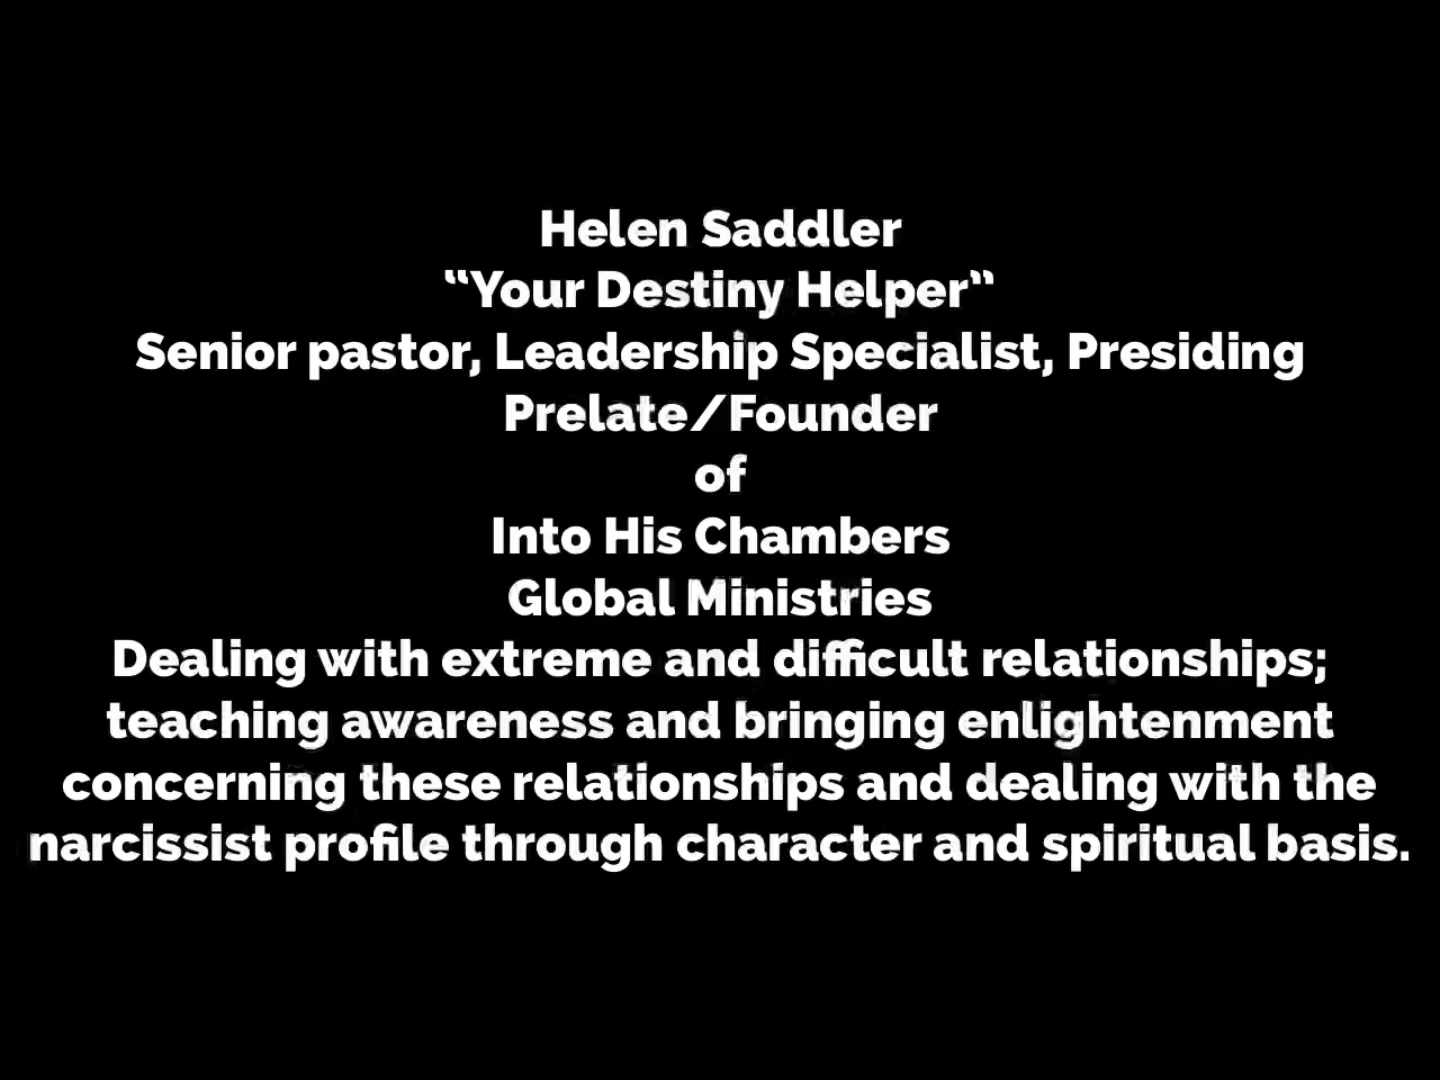 Helen Saddler
“Your Destiny Helper”
Senior pastor, Leadership Specialist, Presiding
Prelate/Founder
of
Into His Chambers
Global Ministries
Dealing with extreme and difficult relationships;
teaching awareness and bringing enlightenment
concerning these relationships and dealing with the
narcissist profile through character and spiritual basis.